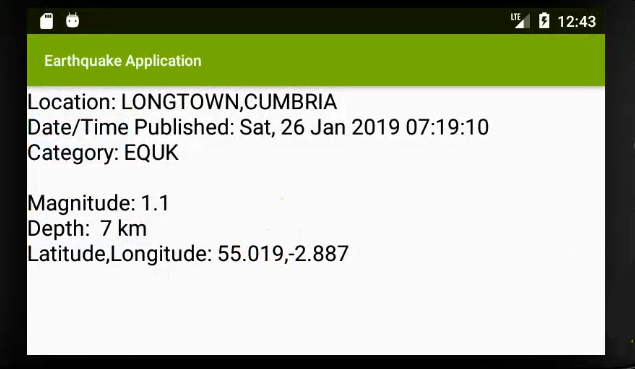 LTE 12:43
Earthquake Application
Location: LONGTOWN,CUMBRIA
Date/Time Published: Sat, 26 Jan 2019 07:19:10
Category: EQUK
Magnitude: 1.1
Depth:  7 km
Latitude,Longitude: 55.019,-2.887